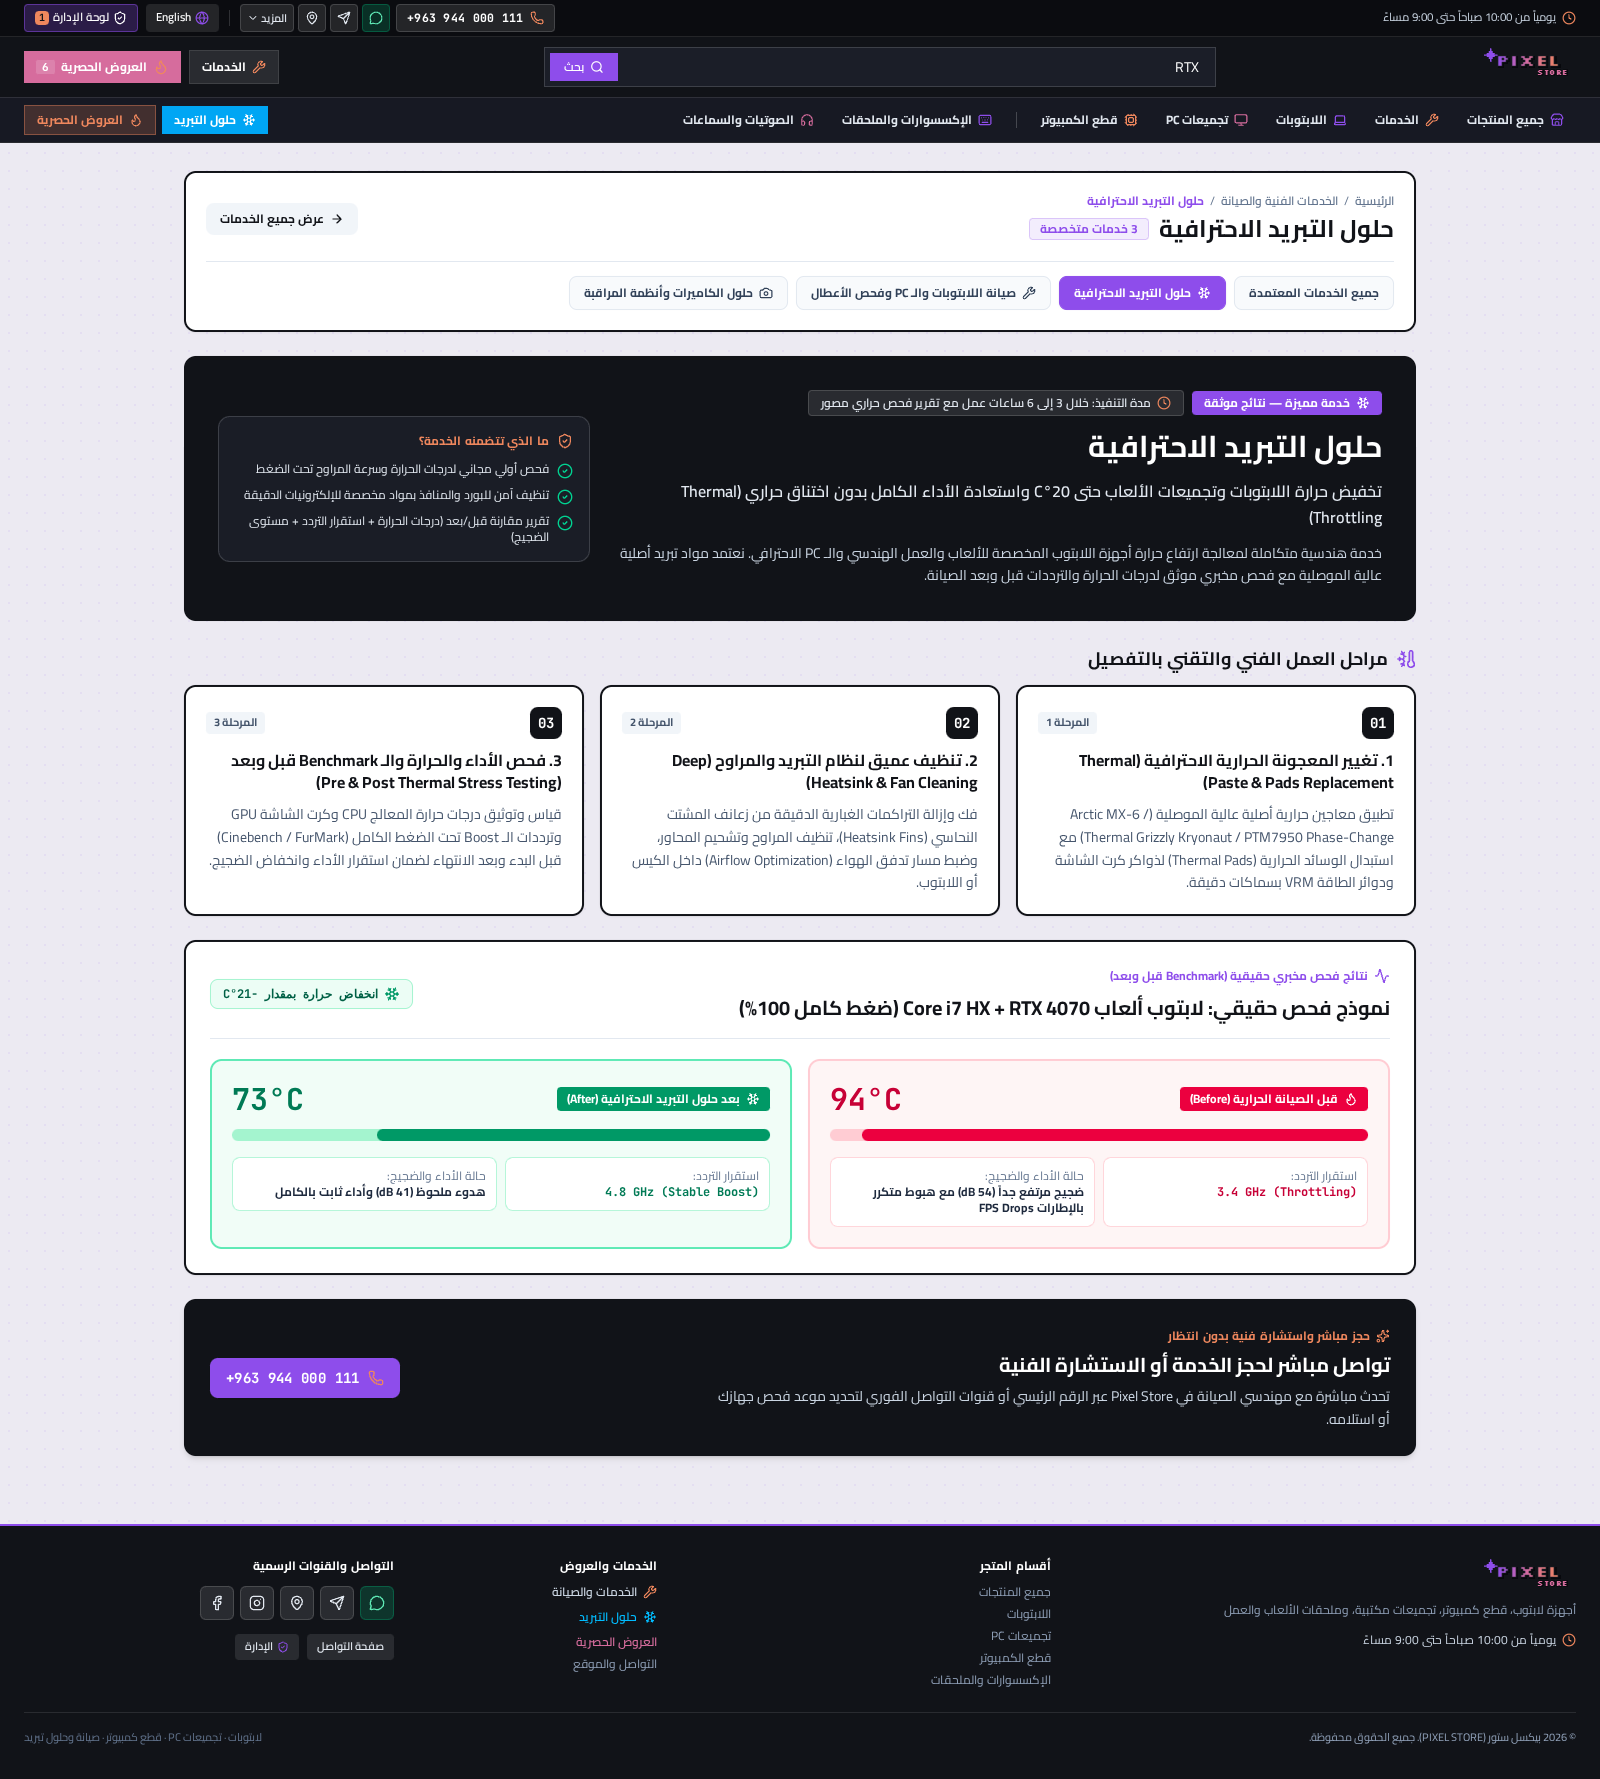 يومياً من 10:00 صباحاً حتى 9:00 مساءً
+963 944 000 111
المزيد
English
لوحة الإدارة 1
PIXEL STORE
RTX
بحث
الخدمات
العروض الحصرية 6
جميع المنتجات
الخدمات
اللابتوبات
تجميعات PC
قطع الكمبيوتر
الإكسسوارات والملحقات
الصوتيات والسماعات
حلول التبريد
العروض الحصرية
الرئيسية / الخدمات الفنية والصيانة / حلول التبريد الاحترافية
حلول التبريد الاحترافية
3 خدمات متخصصة
عرض جميع الخدمات
جميع الخدمات المعتمدة
حلول التبريد الاحترافية
صيانة اللابتوبات والـ PC وفحص الأعطال
حلول الكاميرات وأنظمة المراقبة
خدمة مميزة — نتائج موثقة
مدة التنفيذ: خلال 3 إلى 6 ساعات عمل مع تقرير فحص حراري مصور
حلول التبريد الاحترافية
تخفيض حرارة اللابتوبات وتجميعات الألعاب حتى 20°C واستعادة الأداء الكامل بدون اختناق حراري (Thermal
Throttling)
خدمة هندسية متكاملة لمعالجة ارتفاع حرارة أجهزة اللابتوب المخصصة للألعاب والعمل الهندسي والـ PC الاحترافي. نعتمد مواد تبريد أصلية
عالية الموصلية مع فحص مخبري موثق لدرجات الحرارة والترددات قبل وبعد الصيانة.
ما الذي تتضمنه الخدمة؟
فحص أولي مجاني لدرجات الحرارة وسرعة المراوح تحت الضغط
تنظيف آمن للبورد والمنافذ بمواد مخصصة للإلكترونيات الدقيقة
تقرير مقارنة قبل/بعد (درجات الحرارة + استقرار التردد + مستوى
الضجيج)
مراحل العمل الفني والتقني بالتفصيل
01
المرحلة 1
1. تغيير المعجونة الحرارية الاحترافية (Thermal
Paste & Pads Replacement)
تطبيق معاجين حرارية أصلية عالية الموصلية (Arctic MX-6 /
Thermal Grizzly Kryonaut / PTM7950 Phase-Change) مع
استبدال الوسائد الحرارية (Thermal Pads) لذواكر كرت الشاشة
ودوائر الطاقة VRM بسماكات دقيقة.
02
المرحلة 2
2. تنظيف عميق لنظام التبريد والمراوح (Deep
Heatsink & Fan Cleaning)
فك وإزالة التراكمات الغبارية الدقيقة من زعانف المشتت
النحاسي (Heatsink Fins)، تنظيف المراوح وتشحيم المحاور،
وضبط مسار تدفق الهواء (Airflow Optimization) داخل الكيس
أو اللابتوب.
03
المرحلة 3
3. فحص الأداء والحرارة والـ Benchmark قبل وبعد
(Pre & Post Thermal Stress Testing)
قياس وتوثيق درجات حرارة المعالج CPU وكرت الشاشة GPU
وترددات الـ Boost تحت الضغط الكامل (Cinebench / FurMark)
قبل البدء وبعد الانتهاء لضمان استقرار الأداء وانخفاض الضجيج.
نتائج فحص مخبري حقيقية (Benchmark قبل وبعد)
نموذج فحص حقيقي: لابتوب ألعاب Core i7 HX + RTX 4070 (ضغط كامل 100%)
انخفاض حرارة بمقدار -21°C
قبل الصيانة الحرارية (Before)
94°C
استقرار التردد:
3.4 GHz (Throttling)
حالة الأداء والضجيج:
ضجيج مرتفع جداً (54 dB) مع هبوط متكرر
بالإطارات FPS Drops
بعد حلول التبريد الاحترافية (After)
73°C
استقرار التردد:
4.8 GHz (Stable Boost)
حالة الأداء والضجيج:
هدوء ملحوظ (41 dB) وأداء ثابت بالكامل
حجز مباشر واستشارة فنية بدون انتظار
تواصل مباشر لحجز الخدمة أو الاستشارة الفنية
تحدث مباشرة مع مهندسي الصيانة في Pixel Store عبر الرقم الرئيسي أو قنوات التواصل الفوري لتحديد موعد فحص جهازك
أو استلامه.
+963 944 000 111
PIXEL STORE
أجهزة لابتوب، قطع كمبيوتر، تجميعات مكتبية، وملحقات الألعاب والعمل
يومياً من 10:00 صباحاً حتى 9:00 مساءً
أقسام المتجر
جميع المنتجات
اللابتوبات
تجميعات PC
قطع الكمبيوتر
الإكسسوارات والملحقات
الخدمات والعروض
الخدمات والصيانة
حلول التبريد
العروض الحصرية
التواصل والموقع
التواصل والقنوات الرسمية
صفحة التواصل
الإدارة
© 2026 بيكسل ستور (PIXEL STORE). جميع الحقوق محفوظة.
لابتوبات · تجميعات PC · قطع كمبيوتر · صيانة وحلول تبريد